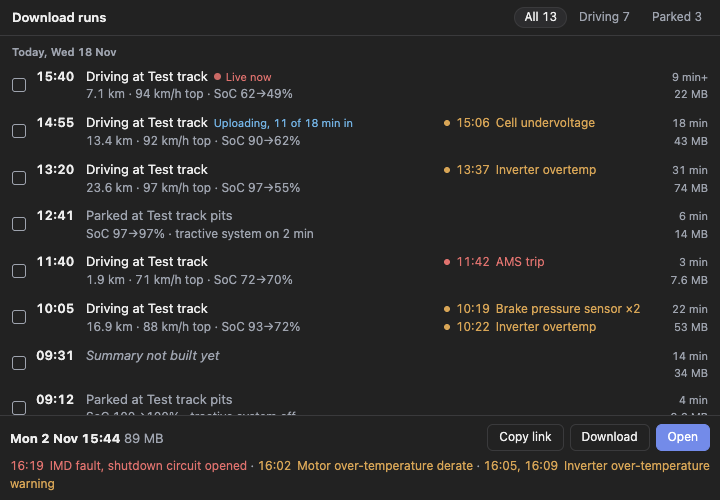 Download runs
All 13
Driving 7
Parked 3
Today, Wed 18 Nov
15:40 Driving at Test track Live now 9 min+
7.1 km · 94 km/h top · SoC 62→49% 22 MB
14:55 Driving at Test track Uploading, 11 of 18 min in 15:06 Cell undervoltage 18 min
13.4 km · 92 km/h top · SoC 90→62% 43 MB
13:20 Driving at Test track 13:37 Inverter overtemp 31 min
23.6 km · 97 km/h top · SoC 97→55% 74 MB
12:41 Parked at Test track pits 6 min
SoC 97→97% · tractive system on 2 min 14 MB
11:40 Driving at Test track 11:42 AMS trip 3 min
1.9 km · 71 km/h top · SoC 72→70% 7.6 MB
10:05 Driving at Test track 10:19 Brake pressure sensor ×2 22 min
16.9 km · 88 km/h top · SoC 93→72% 10:22 Inverter overtemp 53 MB
09:31 Summary not built yet 14 min
34 MB
09:12 Parked at Test track pits 4 min
Mon 2 Nov 15:44 89 MB Copy link Download Open
16:19 IMD fault, shutdown circuit opened · 16:02 Motor over-temperature derate · 16:05, 16:09 Inverter over-temperature
warning